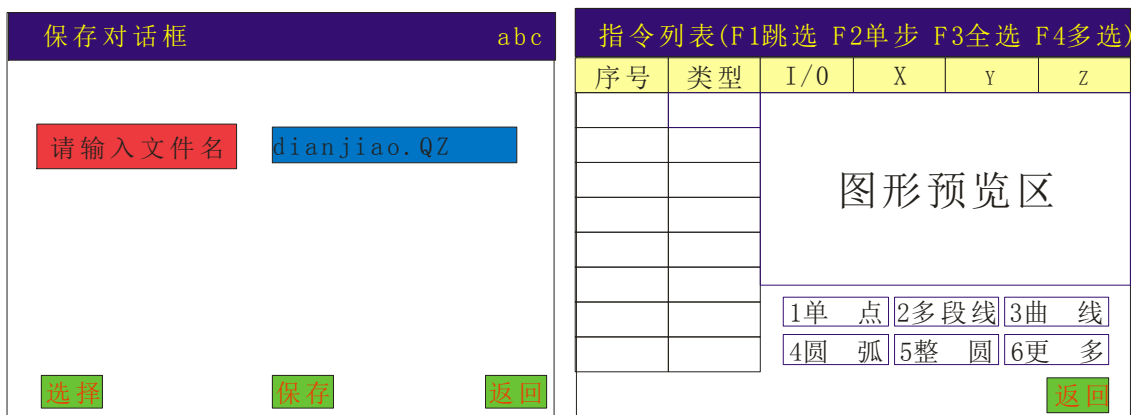 保存对话框 abc
请输入文件名 dianjiao.QZ
选择 保存 返回
指令列表(F1跳选 F2单步 F3全选 F4多选)
序号 类型 I/0 X Y Z
图形预览区
1单 点 2多段线 3曲 线
4圆 弧 5整 圆 6更 多
返回